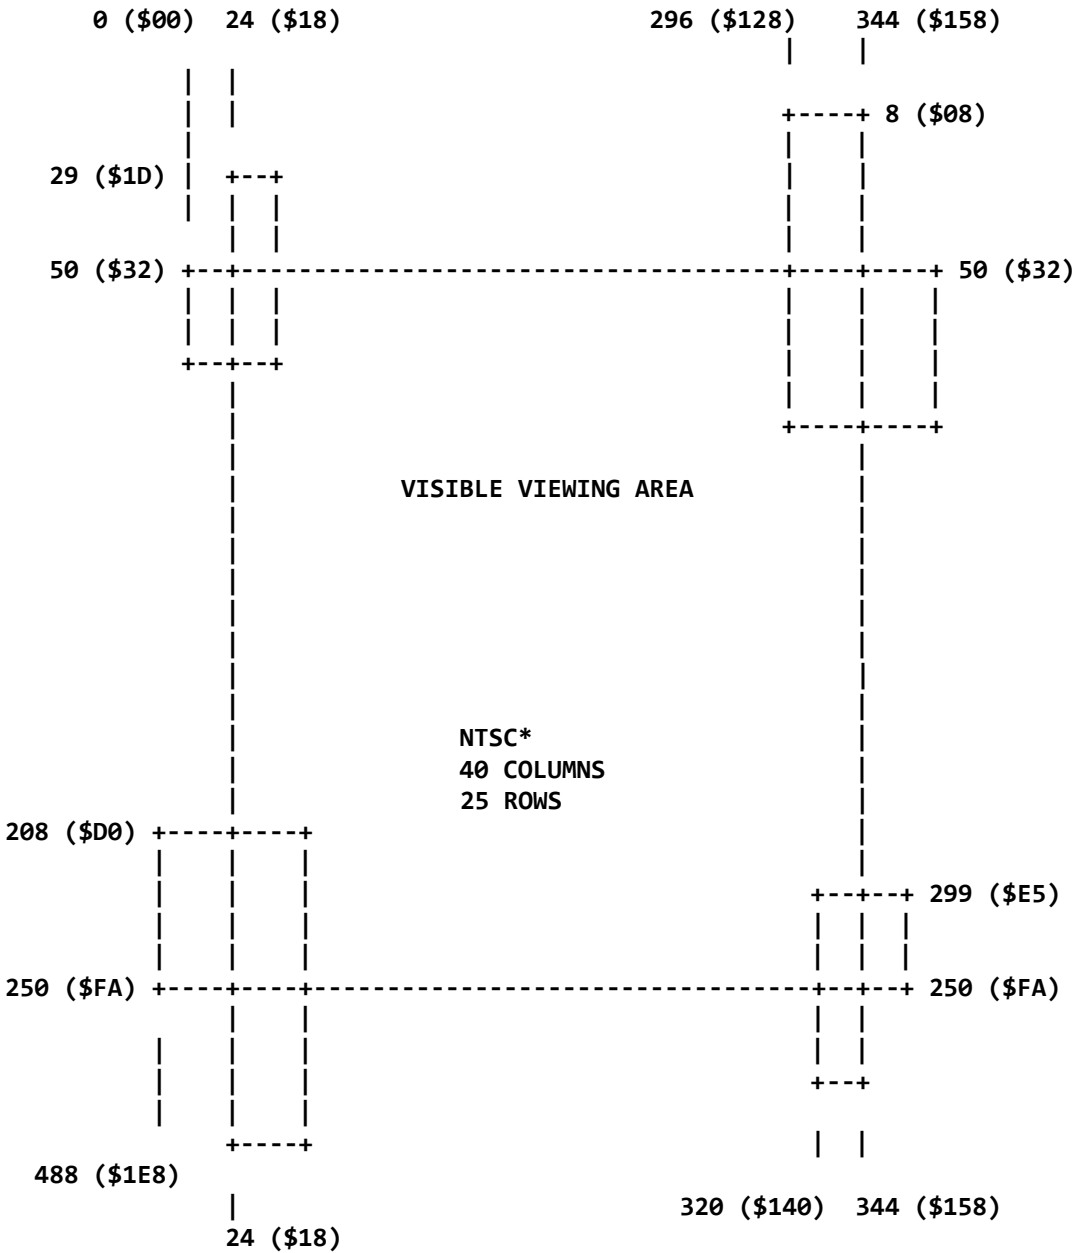 0 ($00) 24 ($18) 296 ($128) 344 ($158)
8 ($08)
29 ($1D)
50 ($32) 50 ($32)
VISIBLE VIEWING AREA
NTSC*
40 COLUMNS
25 ROWS
208 ($D0)
299 ($E5)
250 ($FA) 250 ($FA)
488 ($1E8)
320 ($140) 344 ($158)
24 ($18)